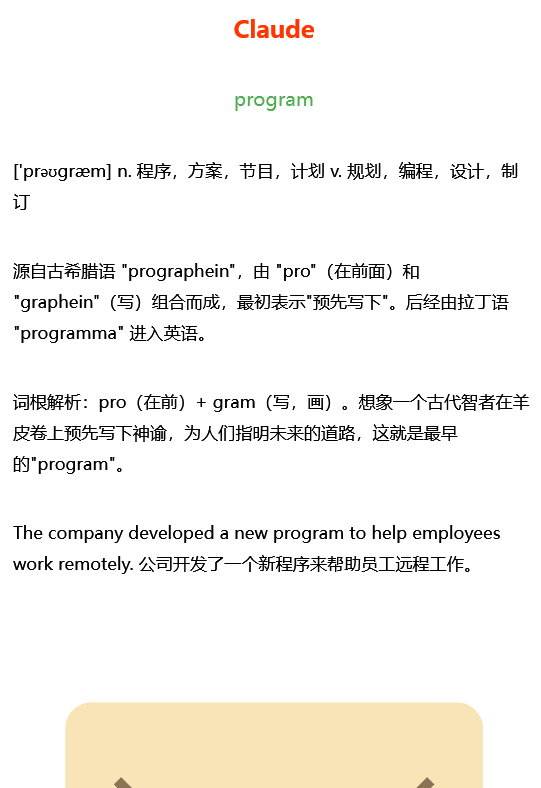 Claude
program
['prəʊgræm] n. 程序，方案，节目，计划 v. 规划，编程，设计，制
订
源自古希腊语 "prographein"，由 "pro"（在前面）和
"graphein"（写）组合而成，最初表示"预先写下"。后经由拉丁语
"programma" 进入英语。
词根解析：pro（在前）+ gram（写，画）。想象一个古代智者在羊
皮卷上预先写下神谕，为人们指明未来的道路，这就是最早
的"program"。
The company developed a new program to help employees
work remotely. 公司开发了一个新程序来帮助员工远程工作。